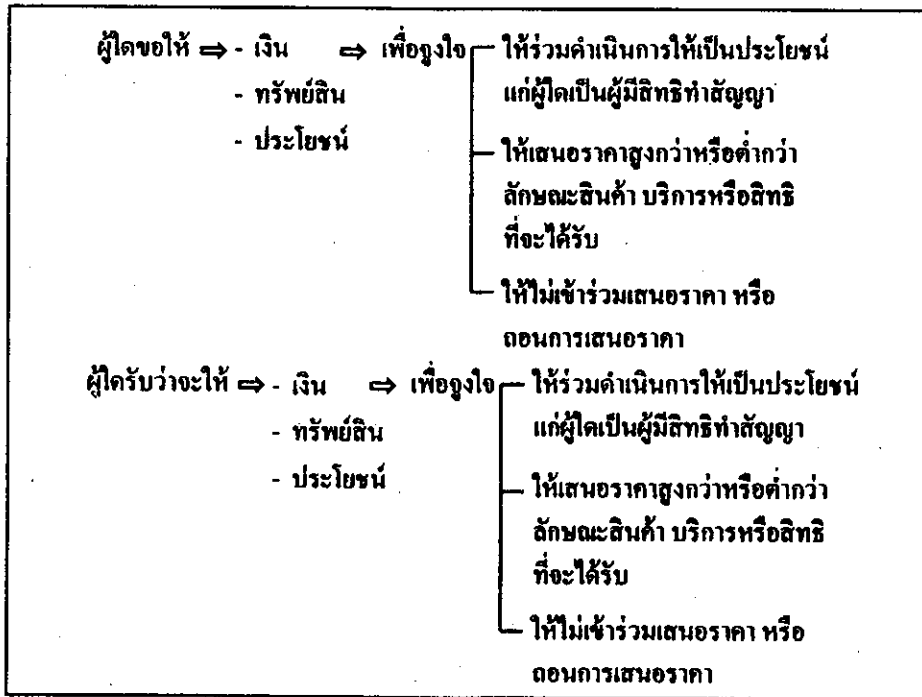 ผู้ใดขอให้ ⇒ - เงิน ⇒ เพื่อจูงใจ ให้ร่วมดำเนินการให้เป็นประโยชน์
- ทรัพย์สิน แก่ผู้ใดเป็นผู้มีสิทธิทำสัญญา
- ประโยชน์
ให้เสนอราคาสูงกว่าหรือต่ำกว่า
ลักษณะสินค้า บริการหรือสิทธิ
ที่จะได้รับ
ให้ไม่เข้าร่วมเสนอราคา หรือ
ถอนการเสนอราคา
ผู้ใดรับว่าจะให้ ⇒ - เงิน ⇒ เพื่อจูงใจ ให้ร่วมดำเนินการให้เป็นประโยชน์
- ทรัพย์สิน แก่ผู้ใดเป็นผู้มีสิทธิทำสัญญา
- ประโยชน์
ให้เสนอราคาสูงกว่าหรือต่ำกว่า
ลักษณะสินค้า บริการหรือสิทธิ
ที่จะได้รับ
ให้ไม่เข้าร่วมเสนอราคา หรือ
ถอนการเสนอราคา